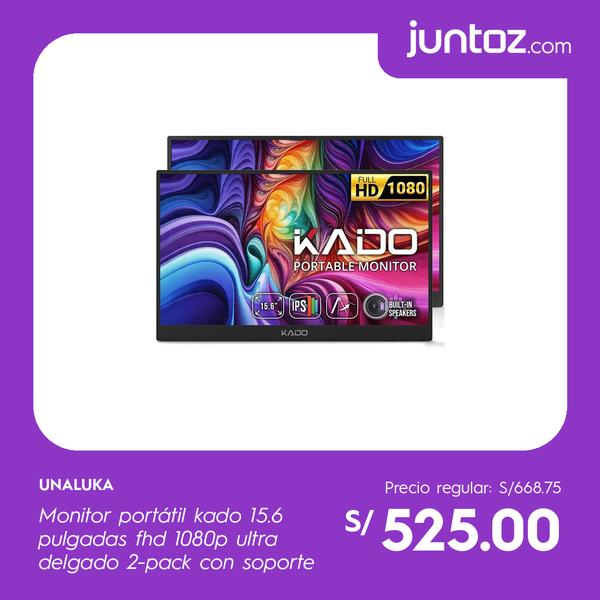 juntoz.com
FULL
HD 1080
KADO
PORTABLE MONITOR
15.6"
IPS
BUILT-IN
SPEAKERS
KADO
UNALUKA
Monitor portátil kado 15.6
pulgadas fhd 1080p ultra
delgado 2-pack con soporte
Precio regular: S/668.75
S/ 525.00